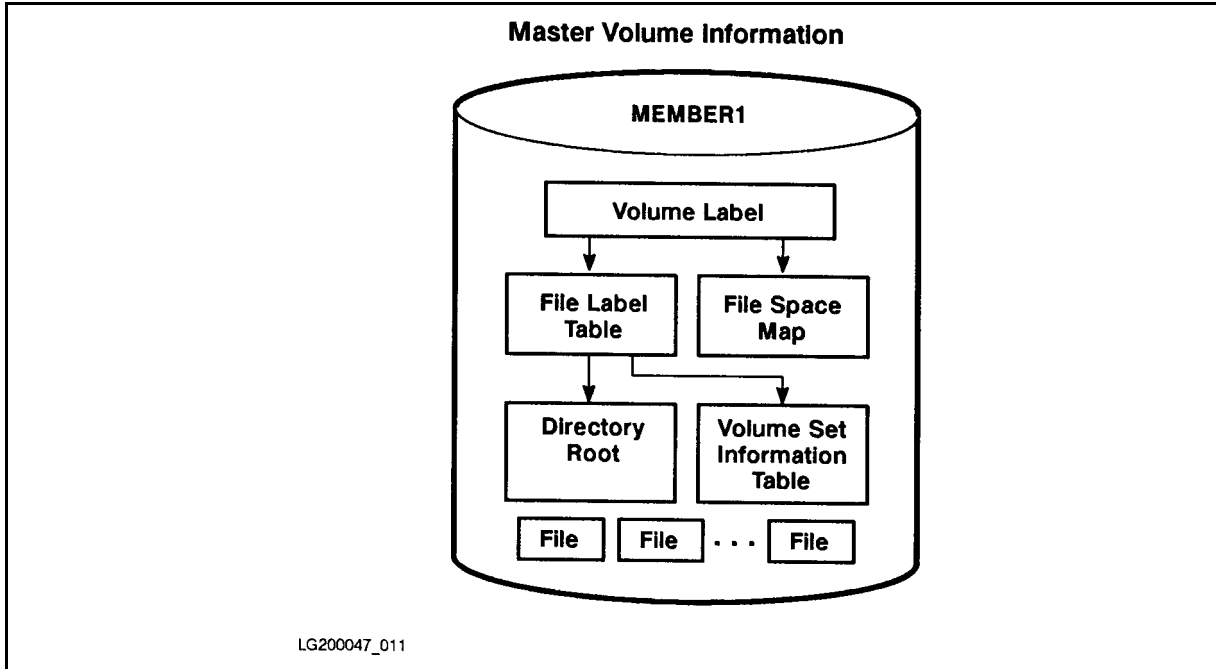 Master Volume Information
MEMBER1
Volume Label
File Label
Table
File Space
Map
Directory
Root
Volume Set
Information
Table
File
File
. . .
File
LG200047_011